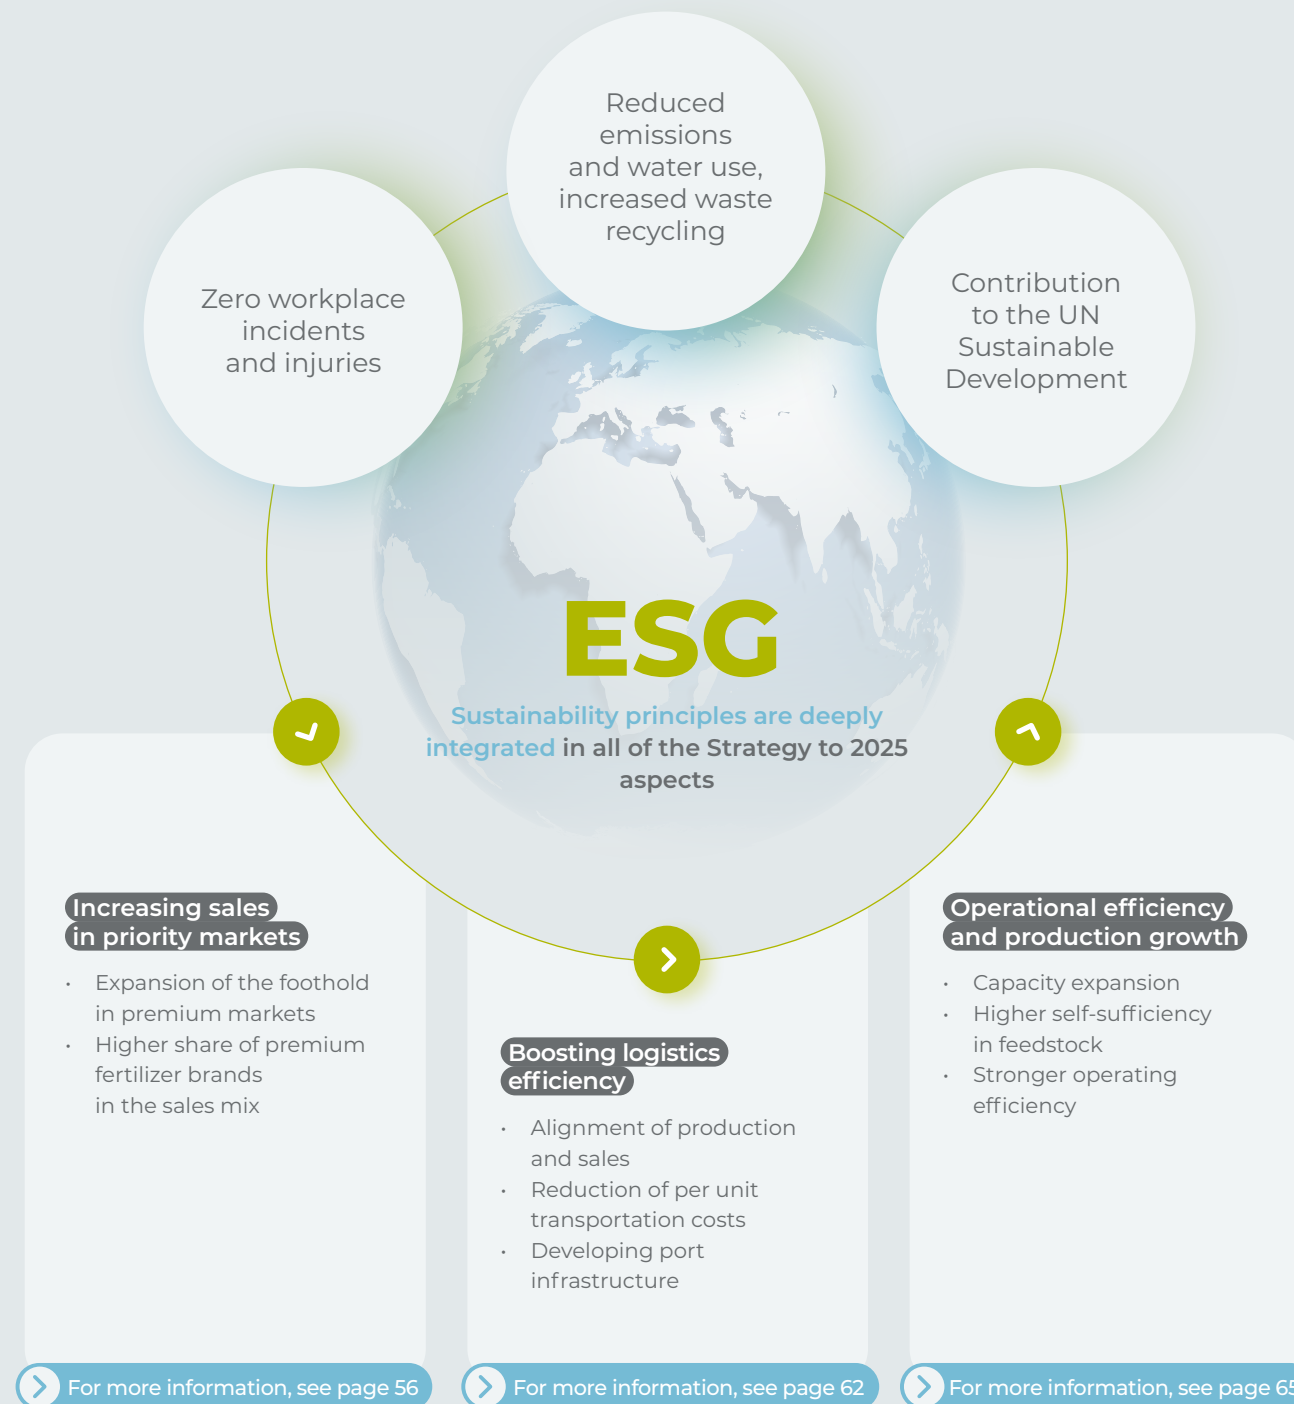 Reduced
emissions
and water use,
increased waste
recycling
Zero workplace
incidents
and injuries
Contribution
to the UN
Sustainable
Development
ESG
Sustainability principles are deeply
integrated in all of the Strategy to 2025
aspects
Increasing sales
in priority markets
• Expansion of the foothold
in premium markets
• Higher share of premium
fertilizer brands
in the sales mix
For more information, see page 56
Boosting logistics
efficiency
• Alignment of production
and sales
• Reduction of per unit
transportation costs
• Developing port
infrastructure
For more information, see page 62
Operational efficiency
and production growth
• Capacity expansion
• Higher self-sufficiency
in feedstock
• Stronger operating
efficiency
For more information, see page 65